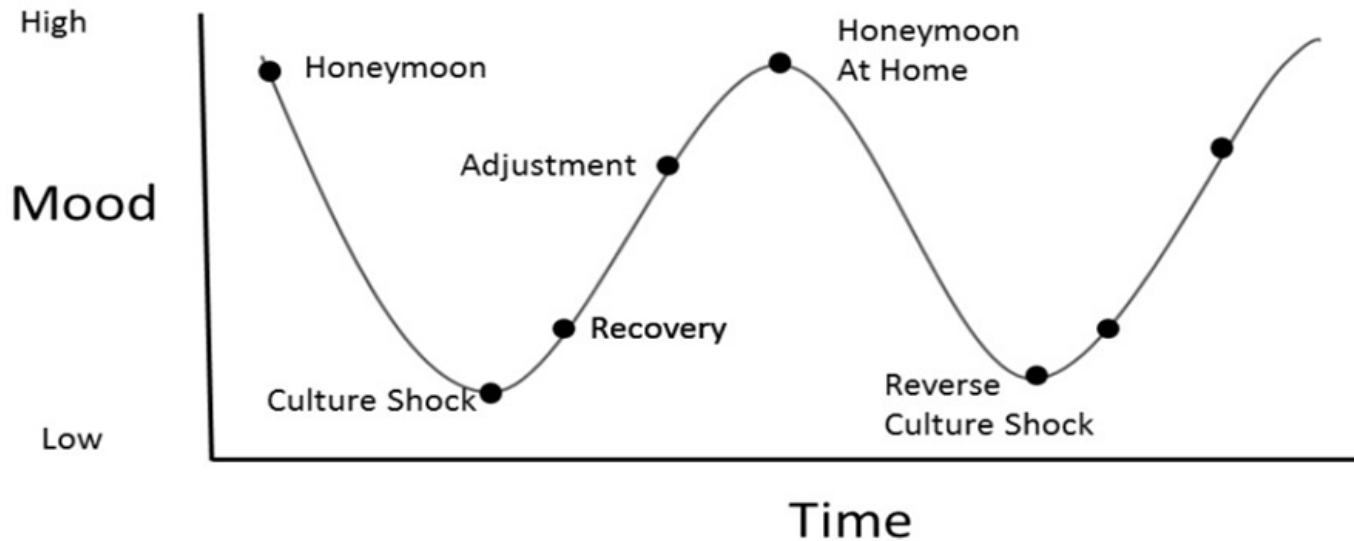 High
Honeymoon
Honeymoon
At Home
Adjustment
Mood
Recovery
Culture Shock
Reverse
Culture Shock
Low
Time